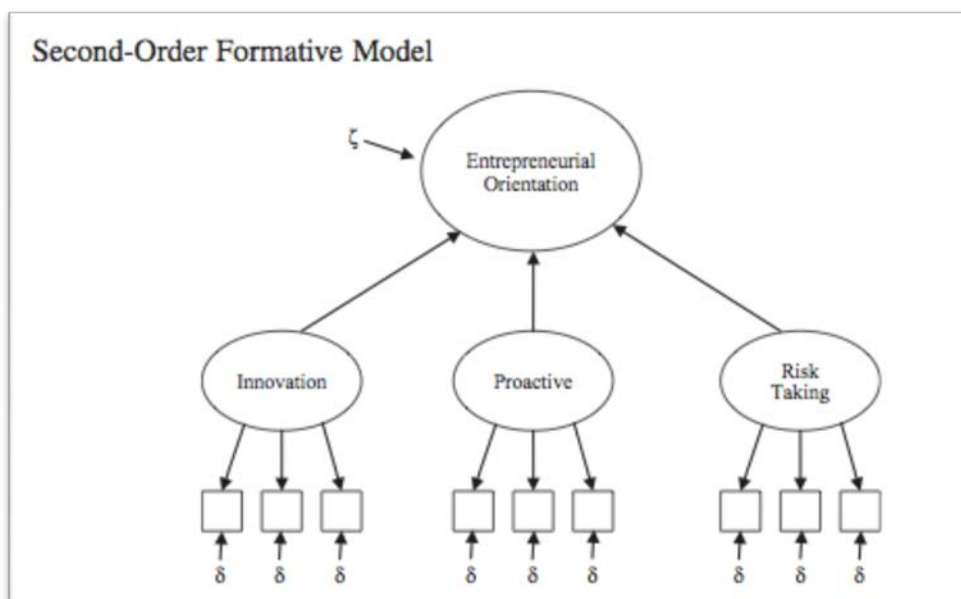 Second-Order Formative Model
ζ
Entrepreneurial
Orientation
Innovation
Proactive
Risk
Taking
δ δ δ δ δ δ δ δ δ